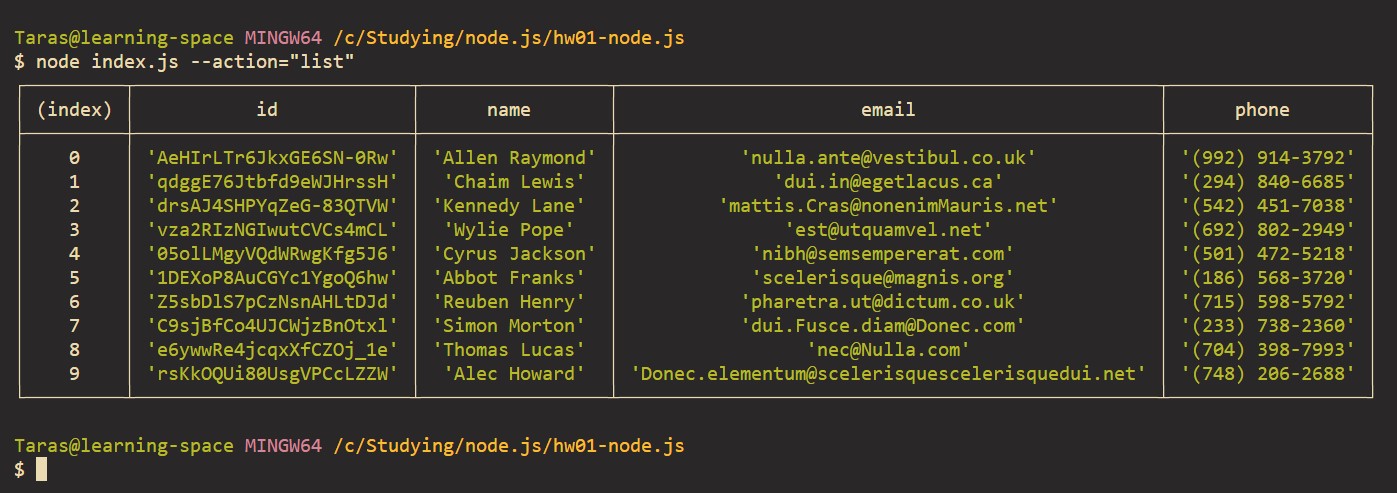 Taras@learning-space MINGW64 /c/Studying/node.js/hw01-node.js
$ node index.js --action="list"
(index) id name email phone
0 'AeHIrLTr6JkxGE6SN-0Rw' 'Allen Raymond' 'nulla.ante@vestibul.co.uk' '(992) 914-3792'
1 'qdggE76Jtbfd9eWJHrssH' 'Chaim Lewis' 'dui.in@egetlacus.ca' '(294) 840-6685'
2 'drsAJ4SHPYqZeG-83QTVW' 'Kennedy Lane' 'mattis.Cras@nonenimMauris.net' '(542) 451-7038'
3 'vza2RIzNGIwutCVCs4mCL' 'Wylie Pope' 'est@utquamvel.net' '(692) 802-2949'
4 '05olLMgyVQdWRwgKfg5J6' 'Cyrus Jackson' 'nibh@semsempererat.com' '(501) 472-5218'
5 '1DEXoP8AuCGYc1YgoQ6hw' 'Abbot Franks' 'scelerisque@magnis.org' '(186) 568-3720'
6 'Z5sbDlS7pCzNsnAHLtDJd' 'Reuben Henry' 'pharetra.ut@dictum.co.uk' '(715) 598-5792'
7 'C9sjBfCo4UJCWjzBnOtxl' 'Simon Morton' 'dui.Fusce.diam@Donec.com' '(233) 738-2360'
8 'e6ywwRe4jcqxXfCZOj_1e' 'Thomas Lucas' 'nec@Nulla.com' '(704) 398-7993'
9 'rsKkOQUi80UsgVPCcLZZW' 'Alec Howard' 'Donec.elementum@scelerisquescelerisquedui.net' '(748) 206-2688'
Taras@learning-space MINGW64 /c/Studying/node.js/hw01-node.js
$